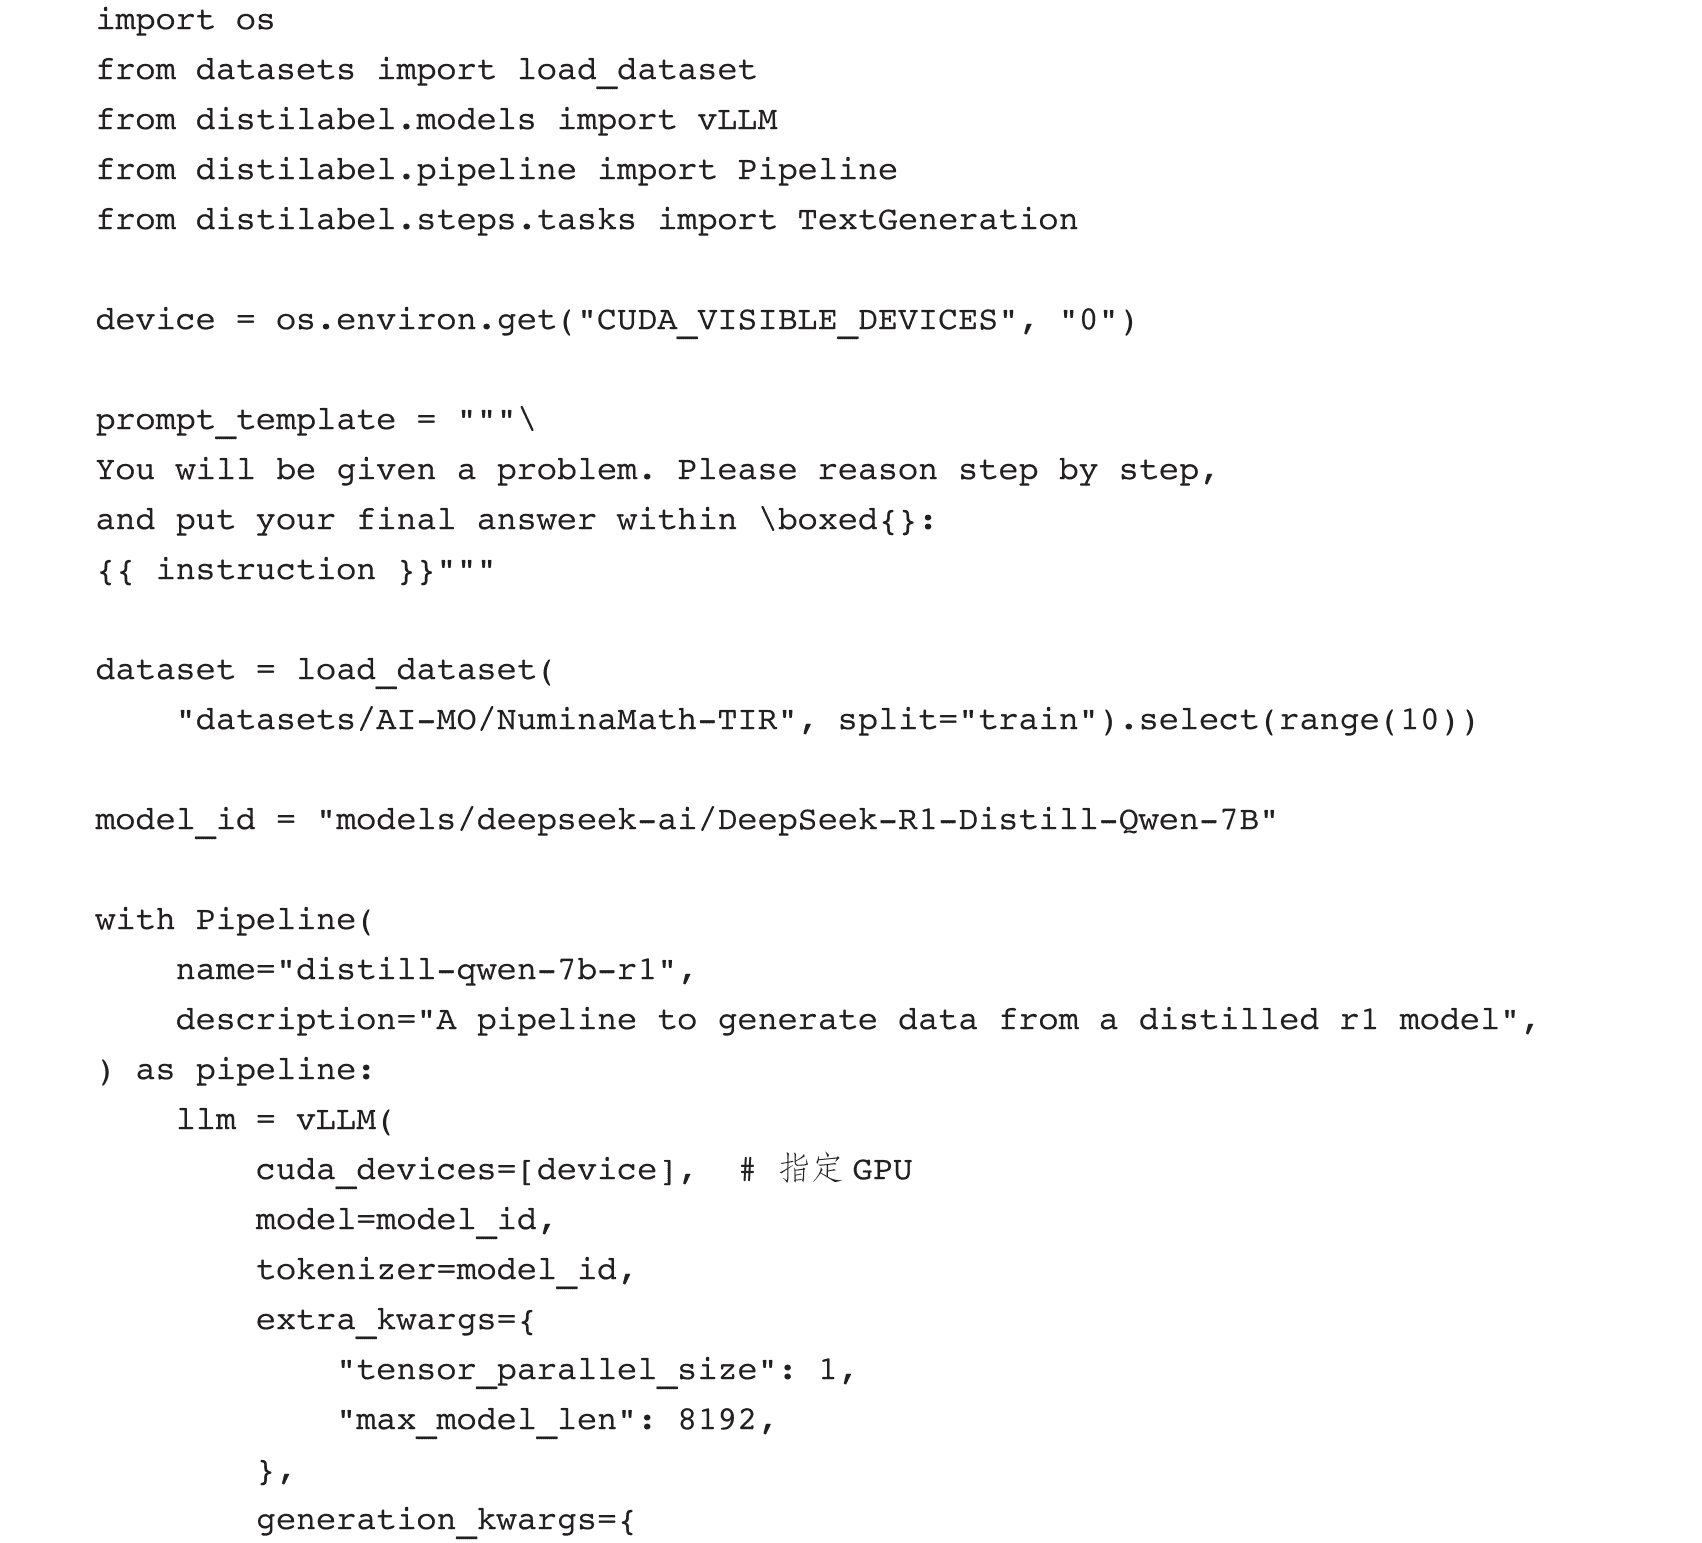 import os
from datasets import load_dataset
from distilabel.models import vLLM
from distilabel.pipeline import Pipeline
from distilabel.steps.tasks import TextGeneration

device = os.environ.get("CUDA_VISIBLE_DEVICES", "0")

prompt_template = """\
You will be given a problem. Please reason step by step,
and put your final answer within \boxed{}:
{{ instruction }}"""

dataset = load_dataset(
    "datasets/AI-MO/NuminaMath-TIR", split="train").select(range(10))

model_id = "models/deepseek-ai/DeepSeek-R1-Distill-Qwen-7B"

with Pipeline(
    name="distill-qwen-7b-r1",
    description="A pipeline to generate data from a distilled r1 model",
) as pipeline:
    llm = vLLM(
        cuda_devices=[device],  # 指定 GPU
        model=model_id,
        tokenizer=model_id,
        extra_kwargs={
            "tensor_parallel_size": 1,
            "max_model_len": 8192,
        },
        generation_kwargs={